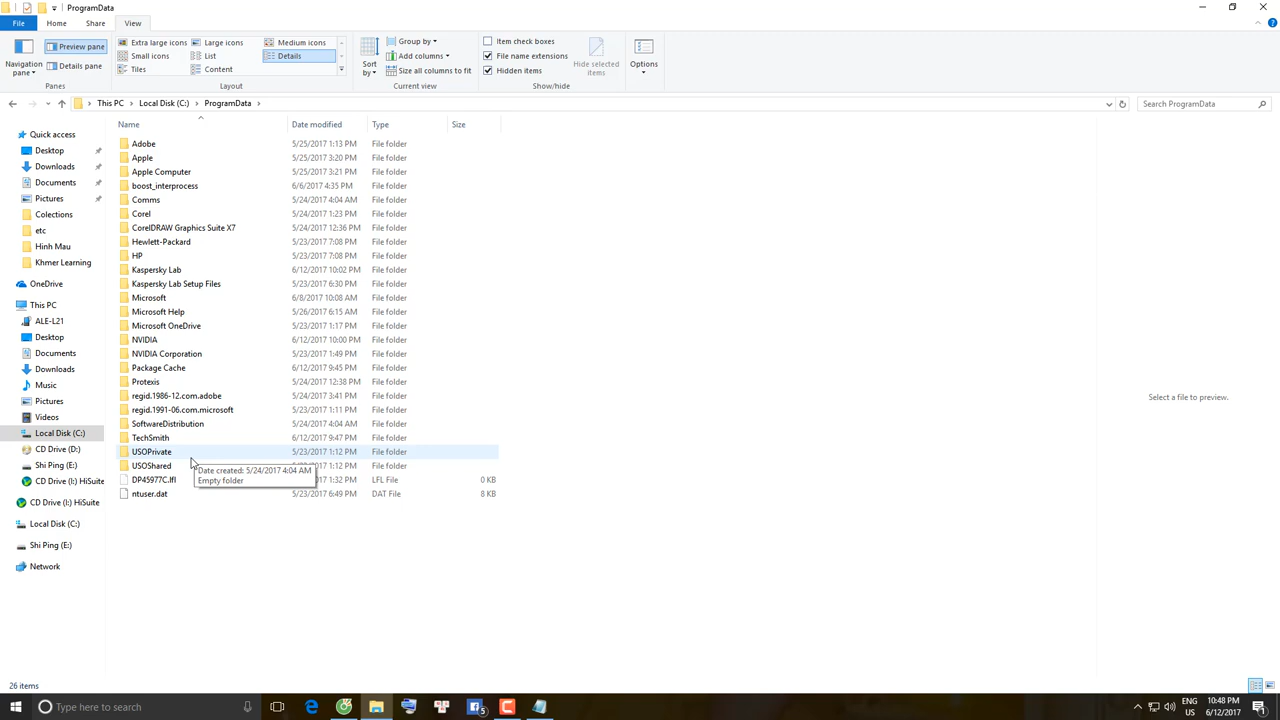 ProgramData
File Home Share View
Navigation pane
Preview pane
Details pane
Panes
Extra large icons Large icons Medium icons
Small icons List Details
Tiles Content
Layout
Sort by
Group by
Add columns
Size all columns to fit
Current view
Item check boxes
File name extensions
Hidden items
Hide selected items
Show/hide
Options
This PC Local Disk (C:) ProgramData
Search ProgramData
Quick access
Desktop
Downloads
Documents
Pictures
Colections
etc
Hinh Mau
Khmer Learning
OneDrive
This PC
ALE-L21
Desktop
Documents
Downloads
Music
Pictures
Videos
Local Disk (C:)
CD Drive (D:)
Shi Ping (E:)
CD Drive (D:) HiSuite
CD Drive (D:) HiSuite
Local Disk (C:)
Shi Ping (E:)
Network
Name Date modified Type Size
Adobe 5/25/2017 1:13 PM File folder
Apple 5/25/2017 3:20 PM File folder
Apple Computer 5/25/2017 3:21 PM File folder
boost_interprocess 6/6/2017 4:35 PM File folder
Comms 5/24/2017 4:04 AM File folder
Corel 5/24/2017 1:23 PM File folder
CorelDRAW Graphics Suite X7 5/24/2017 12:36 PM File folder
Hewlett-Packard 5/23/2017 7:08 PM File folder
HP 5/23/2017 7:08 PM File folder
Kaspersky Lab 6/12/2017 10:02 PM File folder
Kaspersky Lab Setup Files 5/23/2017 6:30 PM File folder
Microsoft 6/8/2017 10:08 AM File folder
Microsoft Help 5/26/2017 6:15 AM File folder
Microsoft OneDrive 5/23/2017 1:17 PM File folder
NVIDIA 6/12/2017 10:00 PM File folder
NVIDIA Corporation 5/23/2017 1:49 PM File folder
Package Cache 6/12/2017 9:45 PM File folder
Protexis 5/24/2017 12:38 PM File folder
regid.1986-12.com.adobe 5/24/2017 3:41 PM File folder
regid.1991-06.com.microsoft 5/23/2017 1:11 PM File folder
SoftwareDistribution 5/24/2017 4:04 AM File folder
TechSmith 6/12/2017 9:47 PM File folder
USOPrivate 5/23/2017 1:12 PM File folder
USOShared 1:12 PM File folder
DP45977C.lfl 1:32 PM LFL File 0 KB
ntuser.dat 5/23/2017 6:49 PM DAT File 8 KB
Date created: 5/24/2017 4:04 AM
Empty folder
Select a file to preview.
26 items
Type here to search
5
ENG
US
10:48 PM
6/12/2017
1